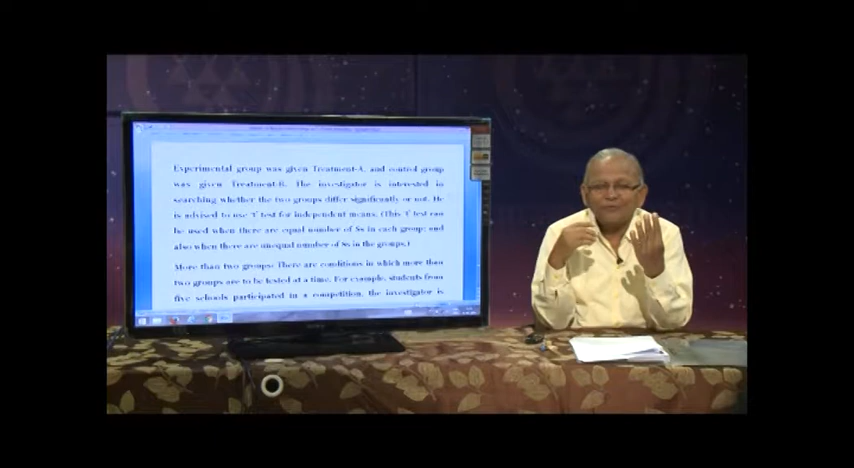 Experimental group was given Treatment-A, and control group
was given Treatment-B. The investigator is interested in
searching whether the two groups differ significantly or not. He
is advised to use 't' test for independent means. (This 't' test can
be used when there are equal number of Ss in each group; and
also when there are unequal number of Ss in the groups.)
More than two groups: There are conditions in which more than
two groups are to be tested at a time. For example, students from
five schools participated in a competition, the investigator is